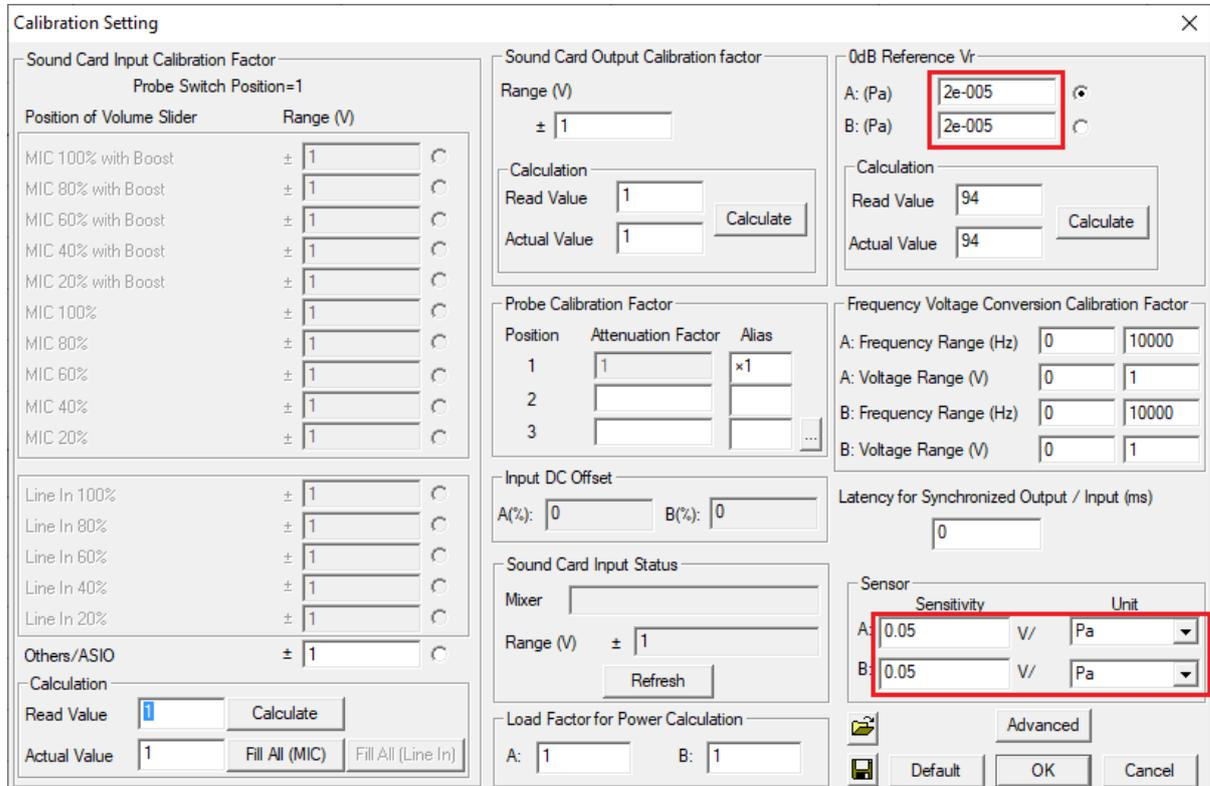 Calibration Setting
Sound Card Input Calibration Factor
Probe Switch Position=1
Position of Volume Slider Range (V)
MIC 100% with Boost ± 1
MIC 80% with Boost ± 1
MIC 60% with Boost ± 1
MIC 40% with Boost ± 1
MIC 20% with Boost ± 1
MIC 100% ± 1
MIC 80% ± 1
MIC 60% ± 1
MIC 40% ± 1
MIC 20% ± 1
Line In 100% ± 1
Line In 80% ± 1
Line In 60% ± 1
Line In 40% ± 1
Line In 20% ± 1
Others/ASIO ± 1
Calculation
Read Value 1 Calculate
Actual Value 1 Fill All (MIC) Fill All (Line In)
Sound Card Output Calibration factor
Range (V)
± 1
Calculation
Read Value 1
Calculate
Actual Value 1
Probe Calibration Factor
Position Attenuation Factor Alias
1 1 ×1
2
3 ...
Input DC Offset
A(%): 0 B(%): 0
Sound Card Input Status
Mixer
Range (V) ± 1
Refresh
Load Factor for Power Calculation
A: 1 B: 1
0dB Reference Vr
A: (Pa) 2e-005
B: (Pa) 2e-005
Calculation
Read Value 94
Calculate
Actual Value 94
Frequency Voltage Conversion Calibration Factor
A: Frequency Range (Hz) 0 10000
A: Voltage Range (V) 0 1
B: Frequency Range (Hz) 0 10000
B: Voltage Range (V) 0 1
Latency for Synchronized Output / Input (ms)
0
Sensor
Sensitivity Unit
A: 0.05 V/ Pa
B: 0.05 V/ Pa
Advanced
Default OK Cancel